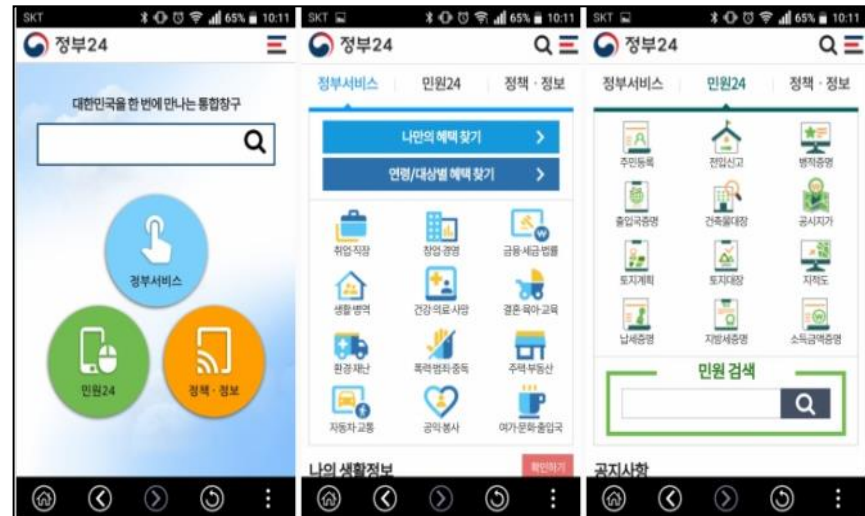 SKT 65% 10:11
정부24
대한민국을 한 번에 만나는 통합창구
정부서비스
민원24
정책 · 정보
SKT 65% 10:11
정부24
정부서비스 민원24 정책 · 정보
나만의 혜택 찾기
연령/대상별 혜택 찾기
취업·직장 창업·경영 금융·세금·법률
생활·병역 건강·의료·사망 결혼·육아·교육
환경·재난 폭력·범죄·중독 주택·부동산
자동차·교통 공익·봉사 여가·문화·출입국
나의 생활정보 확인하기
SKT 65% 10:11
정부24
정부서비스 민원24 정책 · 정보
주민등록 전입신고 병적증명
출입국증명 건축물대장 공시지가
토지계획 토지대장 지적도
납세증명 지방세증명 소득금액증명
민원 검색
공지사항